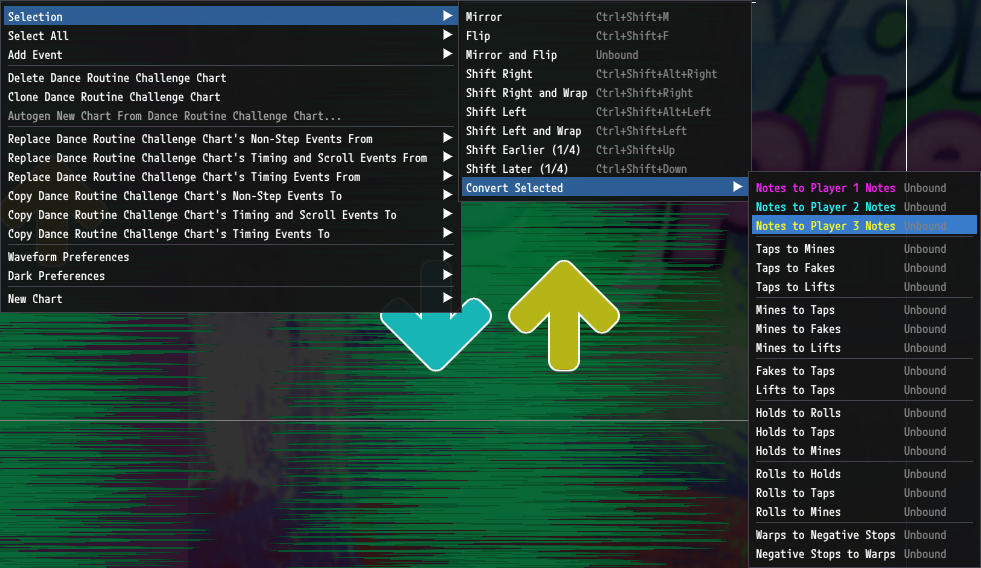 Selection
Select All
Add Event
Delete Dance Routine Challenge Chart
Clone Dance Routine Challenge Chart
Autogen New Chart From Dance Routine Challenge Chart...
Replace Dance Routine Challenge Chart's Non-Step Events From
Replace Dance Routine Challenge Chart's Timing and Scroll Events From
Replace Dance Routine Challenge Chart's Timing Events From
Copy Dance Routine Challenge Chart's Non-Step Events To
Copy Dance Routine Challenge Chart's Timing and Scroll Events To
Copy Dance Routine Challenge Chart's Timing Events To
Waveform Preferences
Dark Preferences
New Chart
Mirror Ctrl+Shift+M
Flip Ctrl+Shift+F
Mirror and Flip Unbound
Shift Right Ctrl+Shift+Alt+Right
Shift Right and Wrap Ctrl+Shift+Right
Shift Left Ctrl+Shift+Alt+Left
Shift Left and Wrap Ctrl+Shift+Left
Shift Earlier (1/4) Ctrl+Shift+Up
Shift Later (1/4) Ctrl+Shift+Down
Convert Selected
Notes to Player 1 Notes Unbound
Notes to Player 2 Notes Unbound
Notes to Player 3 Notes Unbound
Taps to Mines Unbound
Taps to Fakes Unbound
Taps to Lifts Unbound
Mines to Taps Unbound
Mines to Fakes Unbound
Mines to Lifts Unbound
Fakes to Taps Unbound
Lifts to Taps Unbound
Holds to Rolls Unbound
Holds to Taps Unbound
Holds to Mines Unbound
Rolls to Holds Unbound
Rolls to Taps Unbound
Rolls to Mines Unbound
Warps to Negative Stops Unbound
Negative Stops to Warps Unbound